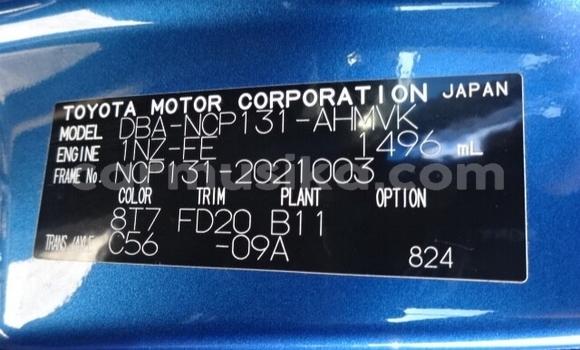 TOYOTA MOTOR CORPORATION JAPAN
MODEL DBA-NCP131-AHMVK
ENGINE 1NZ-EE 1496 mL
FRAME No. NCP131-2021003
COLOR TRIM PLANT OPTION
8T7 FD20 B11
TRANS/AXLE C56 -09A
824